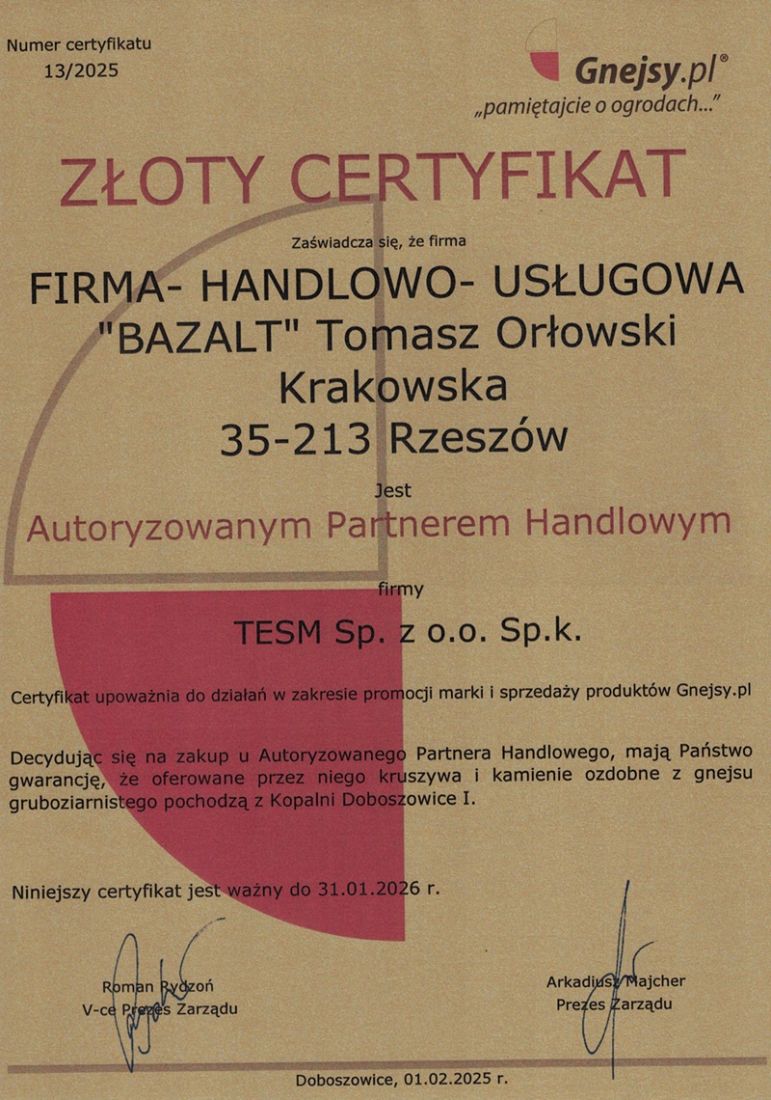 Numer certyfikatu
13/2025
Gnejsy.pl®
„pamiętajcie o ogrodach...”
ZŁOTY CERTYFIKAT
Zaświadcza się, że firma
FIRMA- HANDLOWO- USŁUGOWA
"BAZALT" Tomasz Orłowski
Krakowska
35-213 Rzeszów
Jest
Autoryzowanym Partnerem Handlowym
firmy
TESM Sp. z o.o. Sp.k.
Certyfikat upoważnia do działań w zakresie promocji marki i sprzedaży produktów Gnejsy.pl
Decydując się na zakup u Autoryzowanego Partnera Handlowego, mają Państwo
gwarancję, że oferowane przez niego kruszywa i kamienie ozdobne z gnejsu
gruboziarnistego pochodzą z Kopalni Doboszowice I.
Niniejszy certyfikat jest ważny do 31.01.2026 r.
Roman Rydzoń
V-ce Prezes Zarządu
Arkadiusz Majcher
Prezes Zarządu
Doboszowice, 01.02.2025 r.